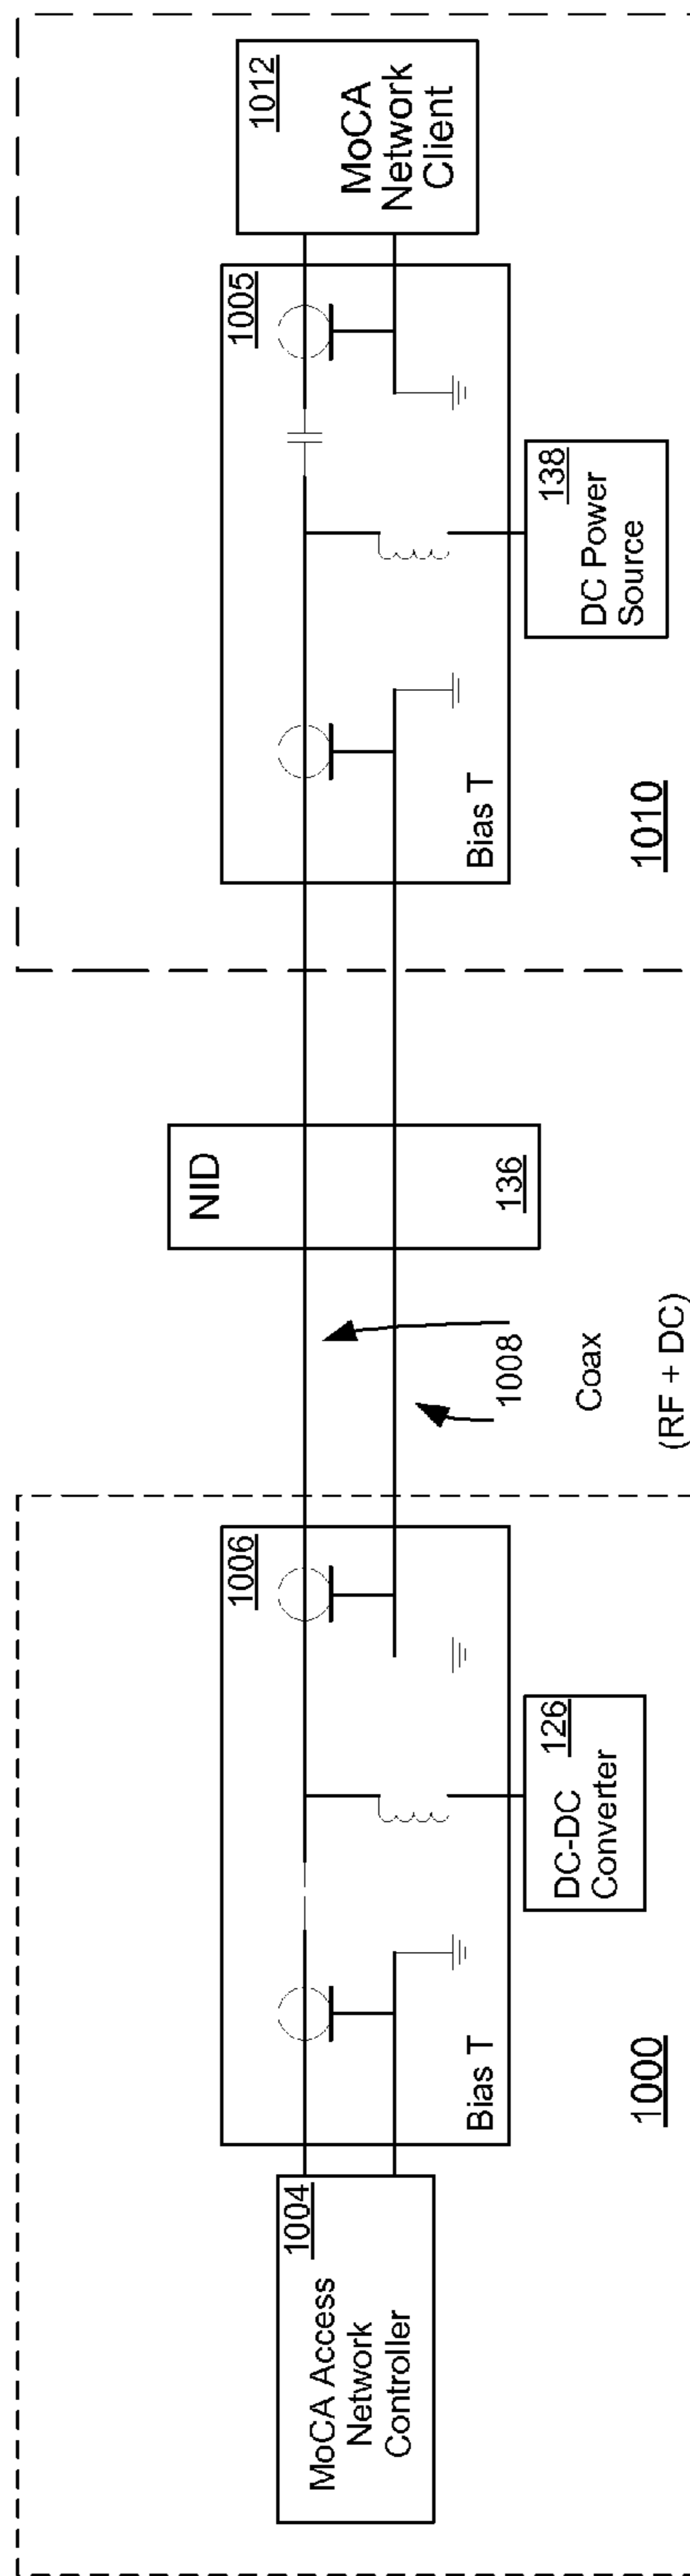 1004
MoCA Access
Network
Controller
1006
Bias T
126
DC-DC
Converter
1000
1008
Coax
(RF + DC)
NID
136
1005
Bias T
138
DC Power
Source
1010
1012
MoCA
Network
Client